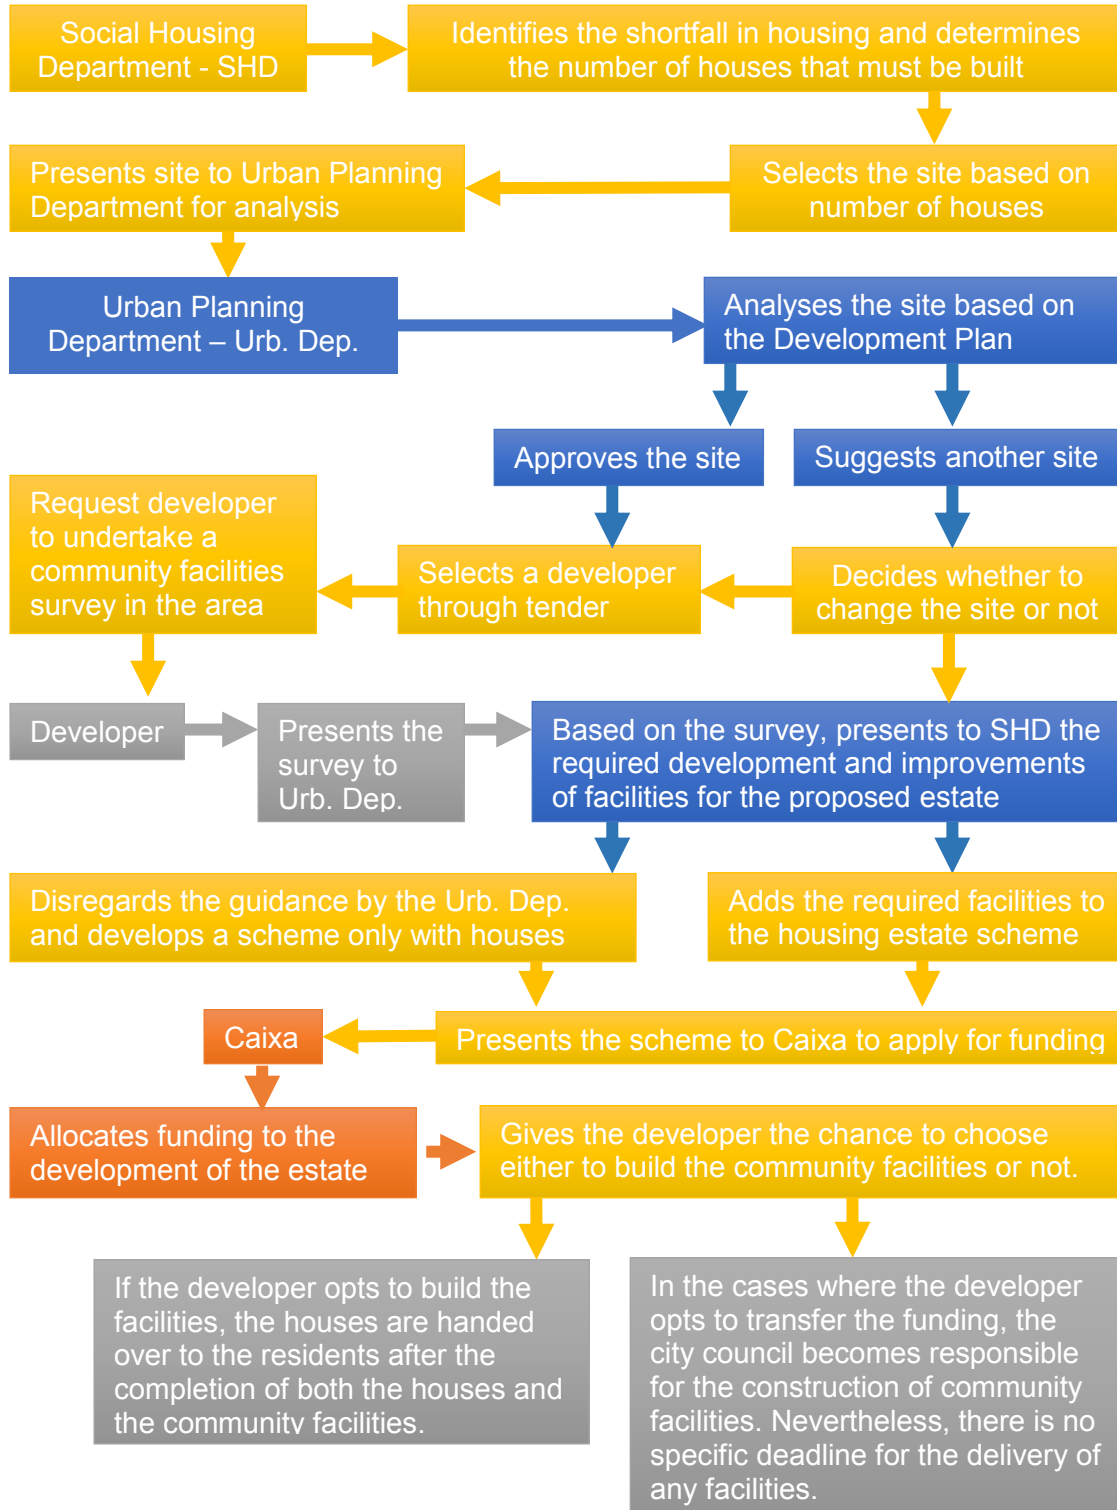 Social Housing
Department - SHD
Identifies the shortfall in housing and determines
the number of houses that must be built
Selects the site based on
number of houses
Presents site to Urban Planning
Department for analysis
Urban Planning
Department – Urb. Dep.
Analyses the site based on
the Development Plan
Approves the site
Suggests another site
Decides whether to
change the site or not
Selects a developer
through tender
Request developer
to undertake a
community facilities
survey in the area
Developer
Presents the
survey to
Urb. Dep.
Based on the survey, presents to SHD the
required development and improvements
of facilities for the proposed estate
Disregards the guidance by the Urb. Dep.
and develops a scheme only with houses
Adds the required facilities to
the housing estate scheme
Presents the scheme to Caixa to apply for funding
Caixa
Allocates funding to the
development of the estate
Gives the developer the chance to choose
either to build the community facilities or not.
If the developer opts to build the
facilities, the houses are handed
over to the residents after the
completion of both the houses and
the community facilities.
In the cases where the developer
opts to transfer the funding, the
city council becomes responsible
for the construction of community
facilities. Nevertheless, there is no
specific deadline for the delivery of
any facilities.